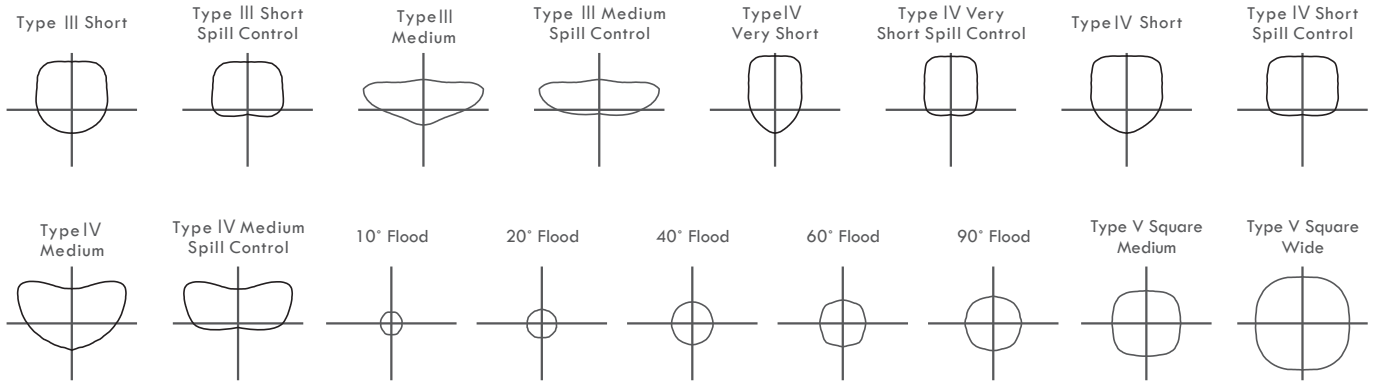 Type III Short
Type III Short
Spill Control
Type III
Medium
Type III Medium
Spill Control
Type IV
Very Short
Type IV Very
Short Spill Control
Type IV Short
Type IV Short
Spill Control
Type IV
Medium
Type IV Medium
Spill Control
10° Flood
20° Flood
40° Flood
60° Flood
90° Flood
Type V Square
Medium
Type V Square
Wide